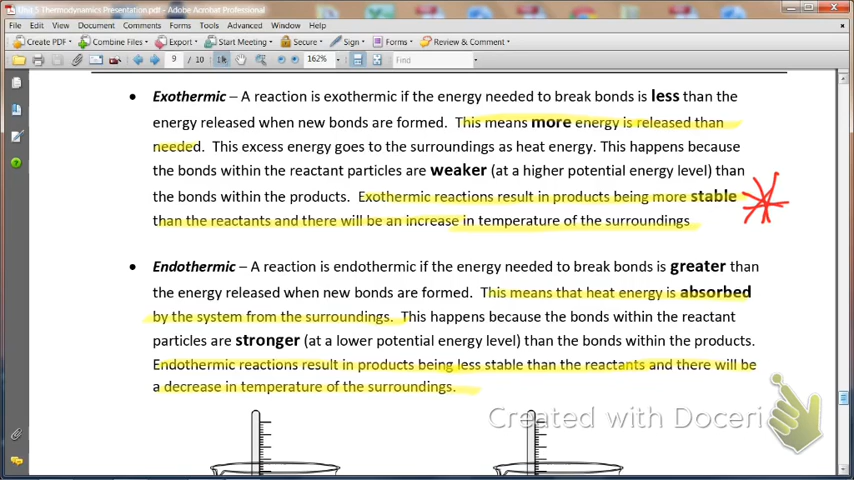 Unit 5 Thermodynamics Presentation.pdf - Adobe Acrobat Professional
File Edit View Document Comments Forms Tools Advanced Window Help
Create PDF Combine Files Export Start Meeting Secure Sign Forms Review & Comment
9 / 10 162% Find
• Exothermic – A reaction is exothermic if the energy needed to break bonds is less than the
energy released when new bonds are formed. This means more energy is released than
needed. This excess energy goes to the surroundings as heat energy. This happens because
the bonds within the reactant particles are weaker (at a higher potential energy level) than
the bonds within the products. Exothermic reactions result in products being more stable
than the reactants and there will be an increase in temperature of the surroundings
• Endothermic – A reaction is endothermic if the energy needed to break bonds is greater than
the energy released when new bonds are formed. This means that heat energy is absorbed
by the system from the surroundings. This happens because the bonds within the reactant
particles are stronger (at a lower potential energy level) than the bonds within the products.
Endothermic reactions result in products being less stable than the reactants and there will be
a decrease in temperature of the surroundings.
Created with Doceri